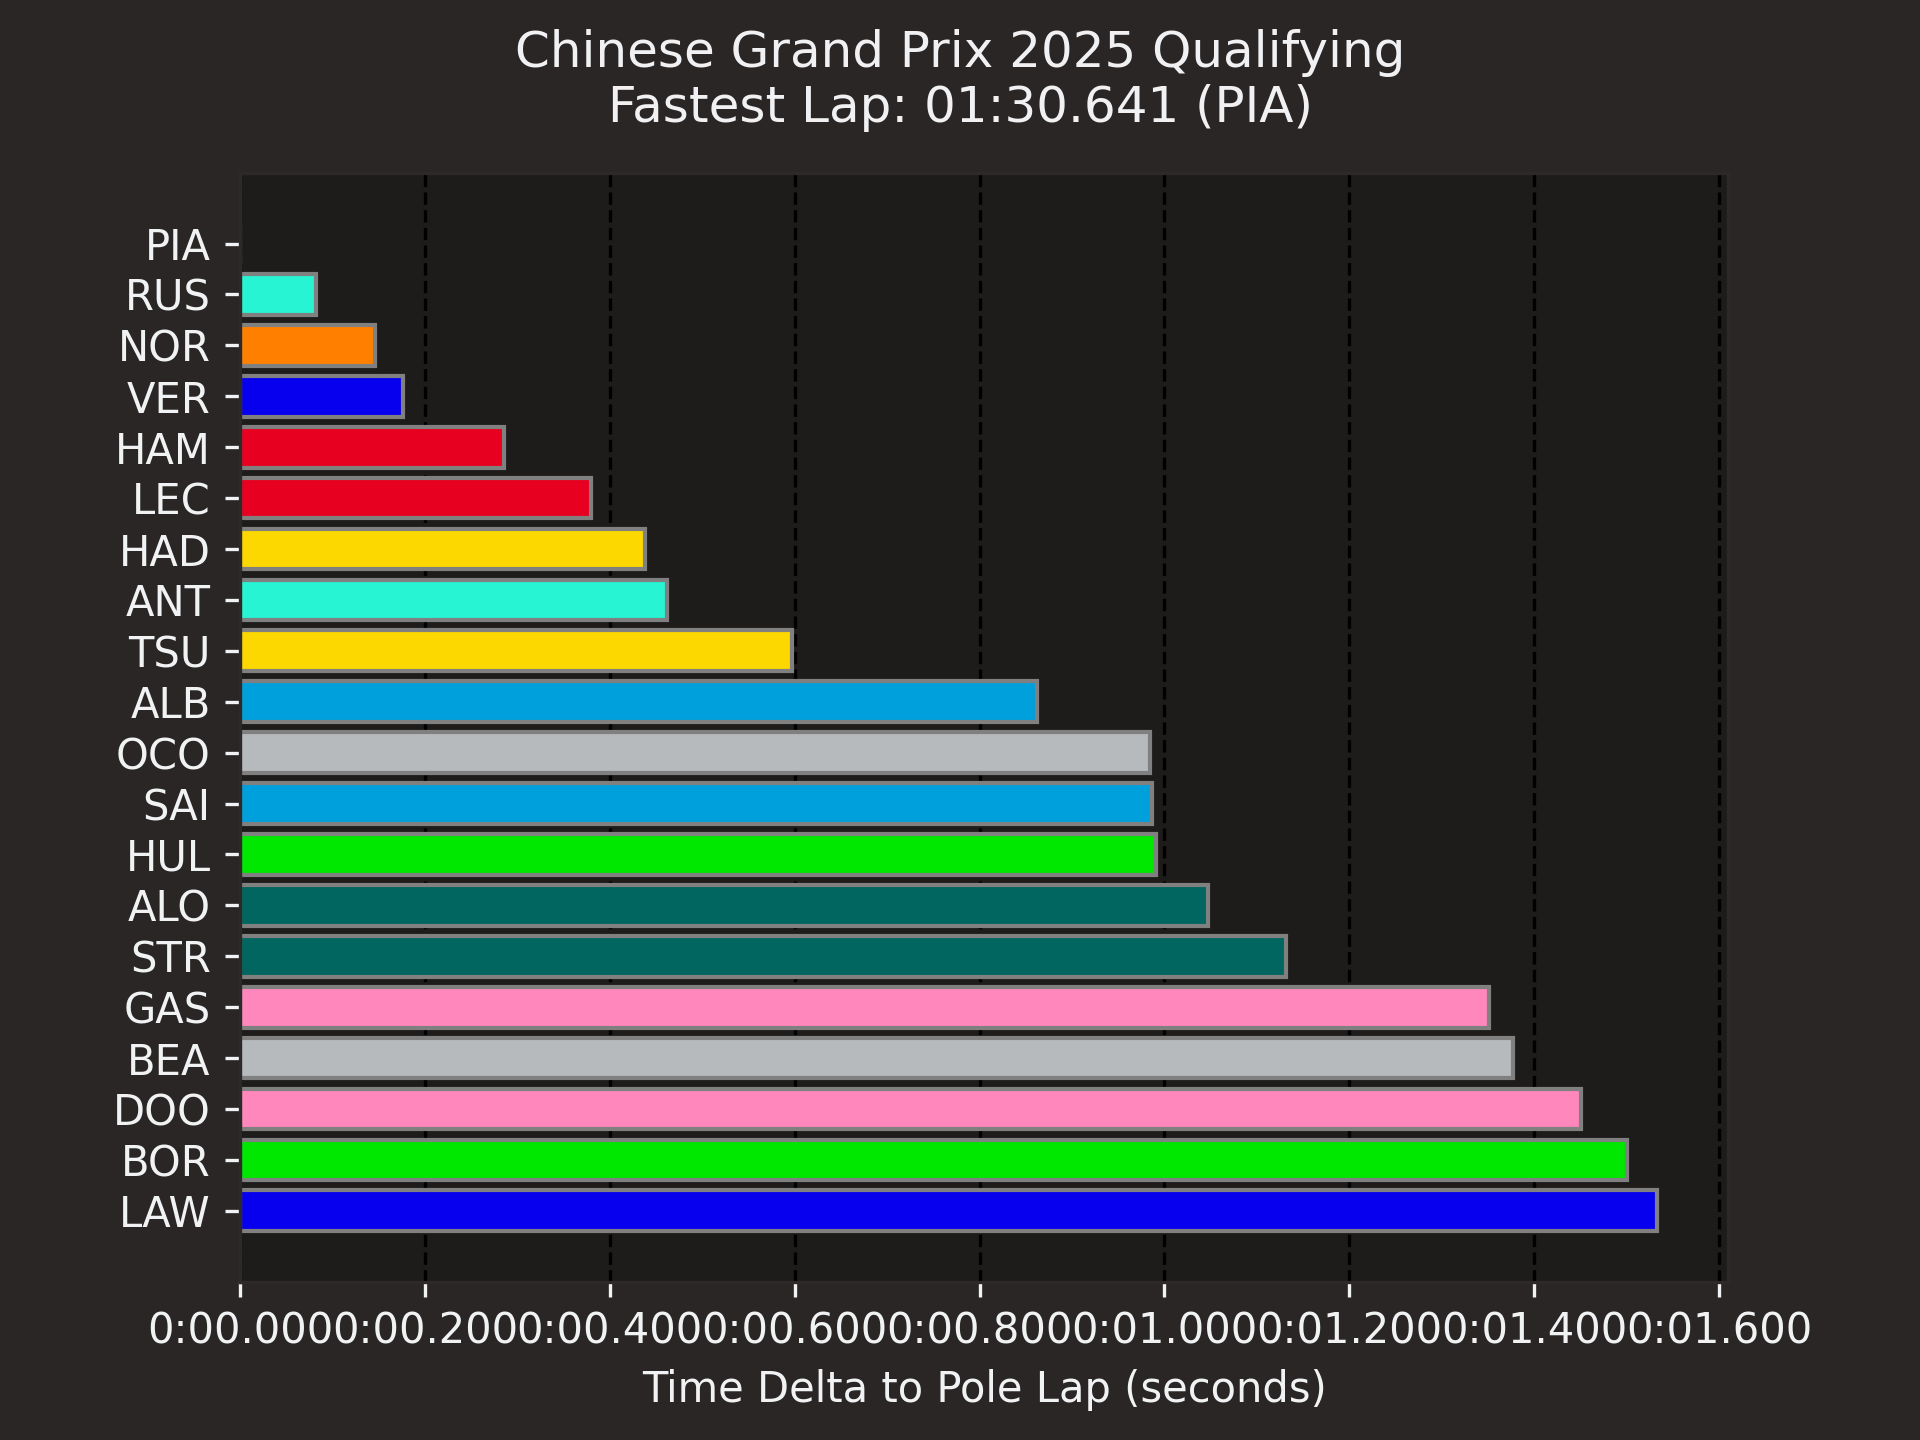 Chinese Grand Prix 2025 Qualifying
Fastest Lap: 01:30.641 (PIA)
PIA
RUS
NOR
VER
HAM
LEC
HAD
ANT
TSU
ALB
OCO
SAI
HUL
ALO
STR
GAS
BEA
DOO
BOR
LAW
0:00.0000:00.2000:00.4000:00.6000:00.8000:01.0000:01.2000:01.4000:01.600
Time Delta to Pole Lap (seconds)